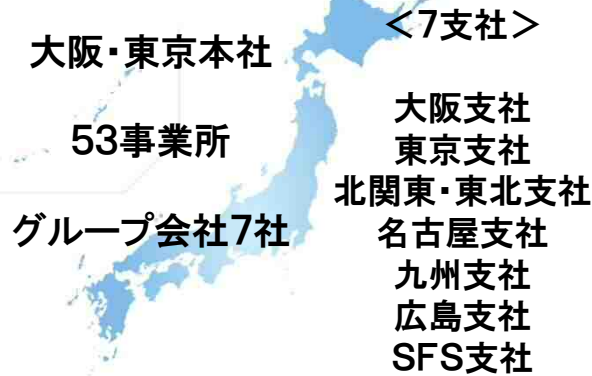 大阪・東京本社
53事業所
グループ会社7社
＜7支社＞
大阪支社
東京支社
北関東・東北支社
名古屋支社
九州支社
広島支社
SFS支社